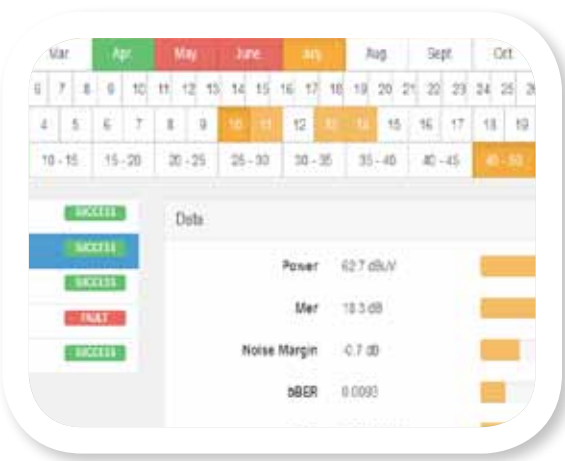 Mar. Apr. May June July Aug. Sept. Oct.
6 7 8 9 10 11 12 13 14 15 16 17 18 19 20 21 22 23 24 25
4 5 6 7 8 9 10 11 12 13 14 15 16 17 18 19
10 - 15 15 - 20 20 - 25 25 - 30 30 - 35 35 - 40 40 - 45 45 - 50
SUCCESS
Data
SUCCESS
Power 62.7 dBuV
SUCCESS
Mer 18.3 dB
FAULT
Noise Margin -0.7 dB
SUCCESS
bBER 0.0093